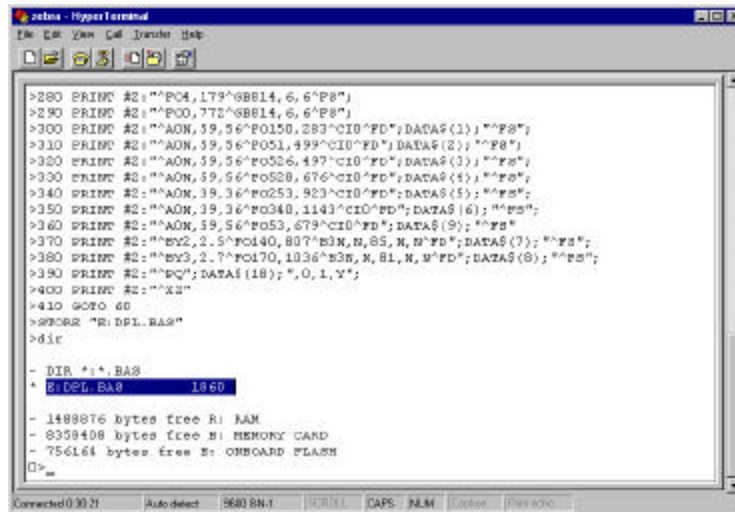 zebra - HyperTerminal
File Edit View Call Transfer Help
>280 PRINT #2:"^FO4,179^GB814,6,6^FS";
>290 PRINT #2:"^FO0,772^GB814,6,6^FS";
>300 PRINT #2:"^A0N,59,56^FO150,283^CI0^FD";DATA$(1);"^FS";
>310 PRINT #2:"^A0N,59,56^FO51,499^CI0^FD";DATA$(2);"^FS";
>320 PRINT #2:"^A0N,59,56^FO526,497^CI0^FD";DATA$(3);"^FS";
>330 PRINT #2:"^A0N,59,56^FO528,676^CI0^FD";DATA$(4);"^FS";
>340 PRINT #2:"^A0N,39,36^FO253,923^CI0^FD";DATA$(5);"^FS";
>350 PRINT #2:"^A0N,39,36^FO340,1143^CI0^FD";DATA$(6);"^FS";
>360 PRINT #2:"^A0N,59,56^FO53,679^CI0^FD";DATA$(9);"^FS"
>370 PRINT #2:"^BY2,2.5^FO140,807^B3N,N,85,N,N^FD";DATA$(7);"^FS";
>380 PRINT #2:"^BY3,2.7^FO170,1036^B3N,N,81,N,N^FD";DATA$(8);"^FS";
>390 PRINT #2:"^PQ";DATA$(18);",0,1,Y";
>400 PRINT #2:"^XZ"
>410 GOTO 60
>STORE "E:DPL.BAS"
>dir
- DIR *:*.BAS
* E:DPL.BAS 1860
- 1488876 bytes free R: RAM
- 8358408 bytes free B: MEMORY CARD
- 756164 bytes free E: ONBOARD FLASH
>_
Connected 0:30:21 Auto detect 9600 8-N-1 SCROLL CAPS NUM Capture Print echo